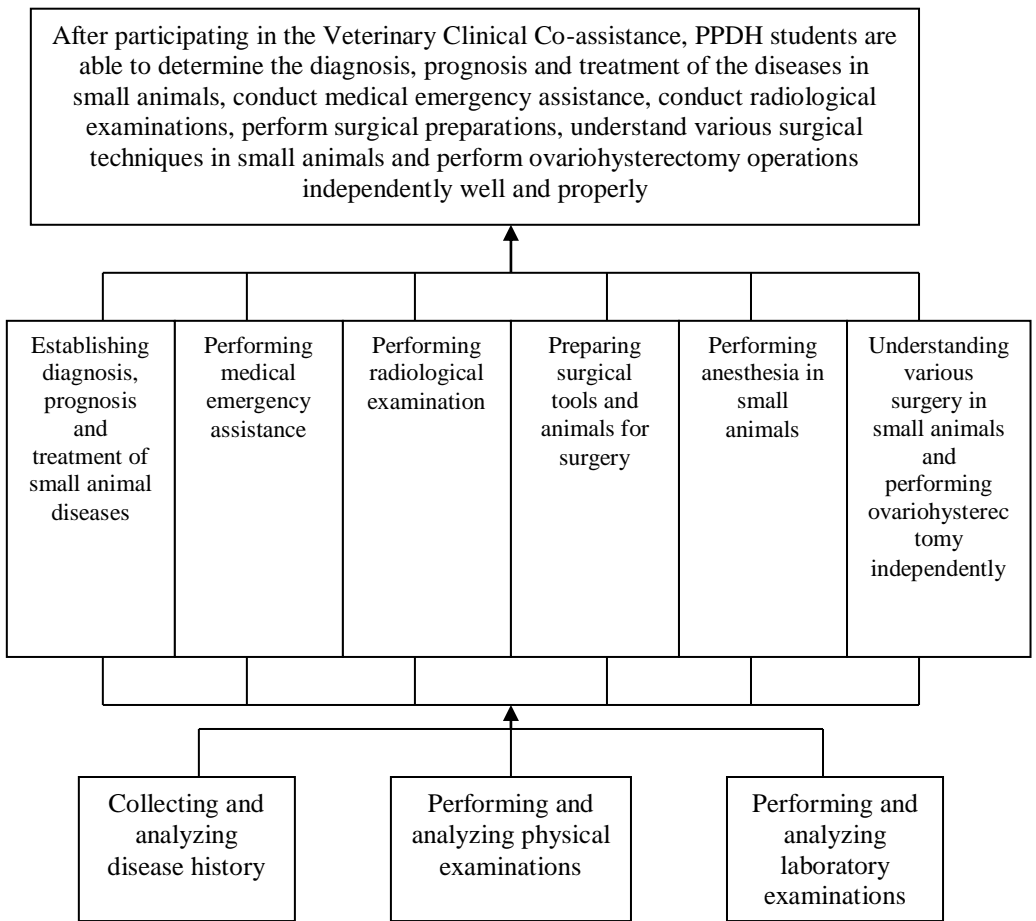 After participating in the Veterinary Clinical Co-assistance, PPDH students are
able to determine the diagnosis, prognosis and treatment of the diseases in
small animals, conduct medical emergency assistance, conduct radiological
examinations, perform surgical preparations, understand various surgical
techniques in small animals and perform ovariohysterectomy operations
independently well and properly
Establishing
diagnosis,
prognosis
and
treatment of
small animal
diseases
Performing
medical
emergency
assistance
Performing
radiological
examination
Preparing
surgical
tools and
animals for
surgery
Performing
anesthesia in
small
animals
Understanding
various
surgery in
small animals
and
performing
ovariohysterec
tomy
independently
Collecting and
analyzing
disease history
Performing and
analyzing physical
examinations
Performing and
analyzing
laboratory
examinations